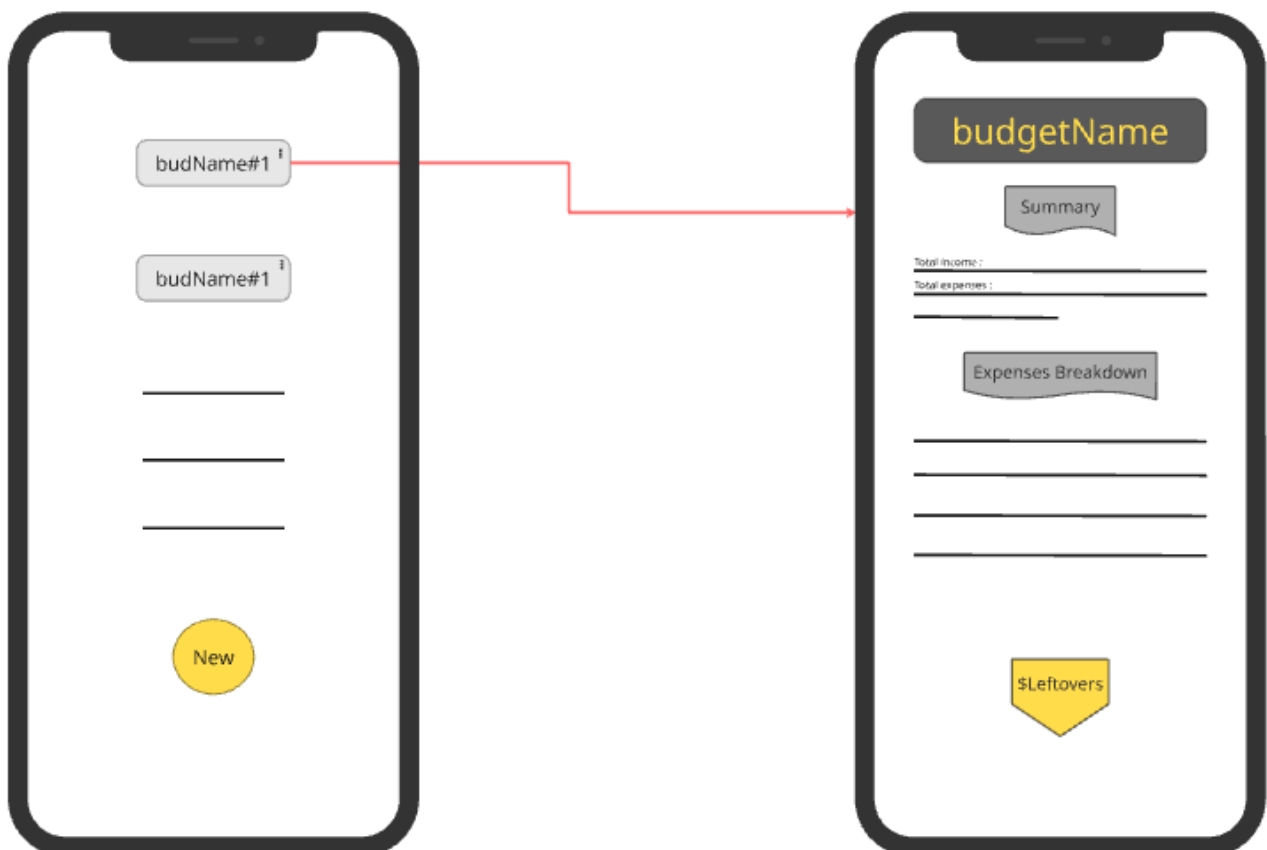 budName#1
budName#1
New
budgetName
Summary
Total income :
Total expenses :
Expenses Breakdown
$Leftovers